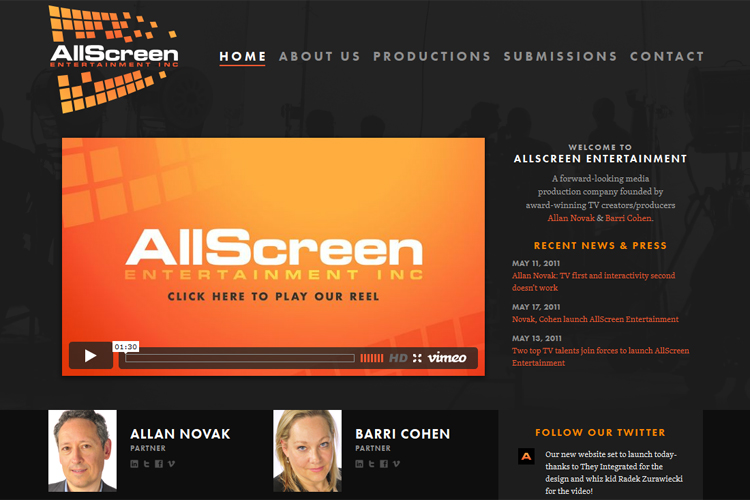 AllScreen
ENTERTAINMENT INC
HOME ABOUT US PRODUCTIONS SUBMISSIONS CONTACT
AllScreen
ENTERTAINMENT INC
CLICK HERE TO PLAY OUR REEL
01:30
HD vimeo
WELCOME TO
ALLSCREEN ENTERTAINMENT
A forward-looking media
production company founded by
award-winning TV creators/producers
Allan Novak & Barri Cohen.
RECENT NEWS & PRESS
MAY 11, 2011
Allan Novak: TV first and interactivity second
doesn't work
MAY 17, 2011
Novak, Cohen launch AllScreen Entertainment
MAY 13, 2011
Two top TV talents join forces to launch AllScreen
Entertainment
ALLAN NOVAK
PARTNER
BARRI COHEN
PARTNER
FOLLOW OUR TWITTER
A
Our new website set to launch today-
thanks to They Integrated for the
design and whiz kid Radek Zurawiecki
for the video!